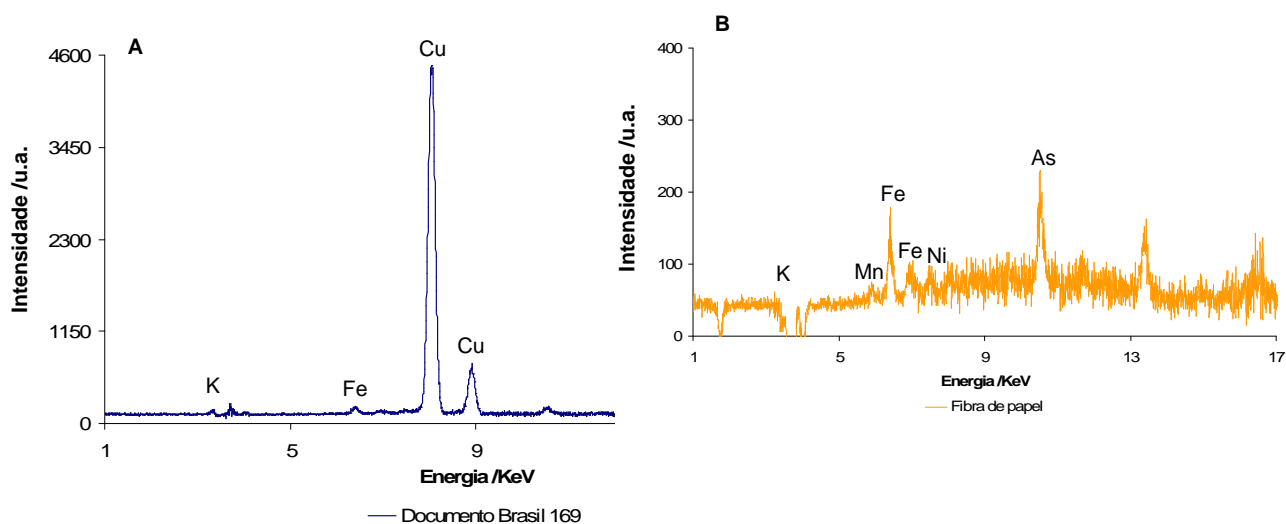 A
Cu
4600
Intensidade /u.a.
3450
2300
1150
0
K
Fe
Cu
1
5
9
Energia /KeV
Documento Brasil 169
B
400
Intensidade /u.a.
300
200
100
0
K
Mn
Fe
Fe
Ni
As
1
5
9
13
17
Energia /KeV
Fibra de papel